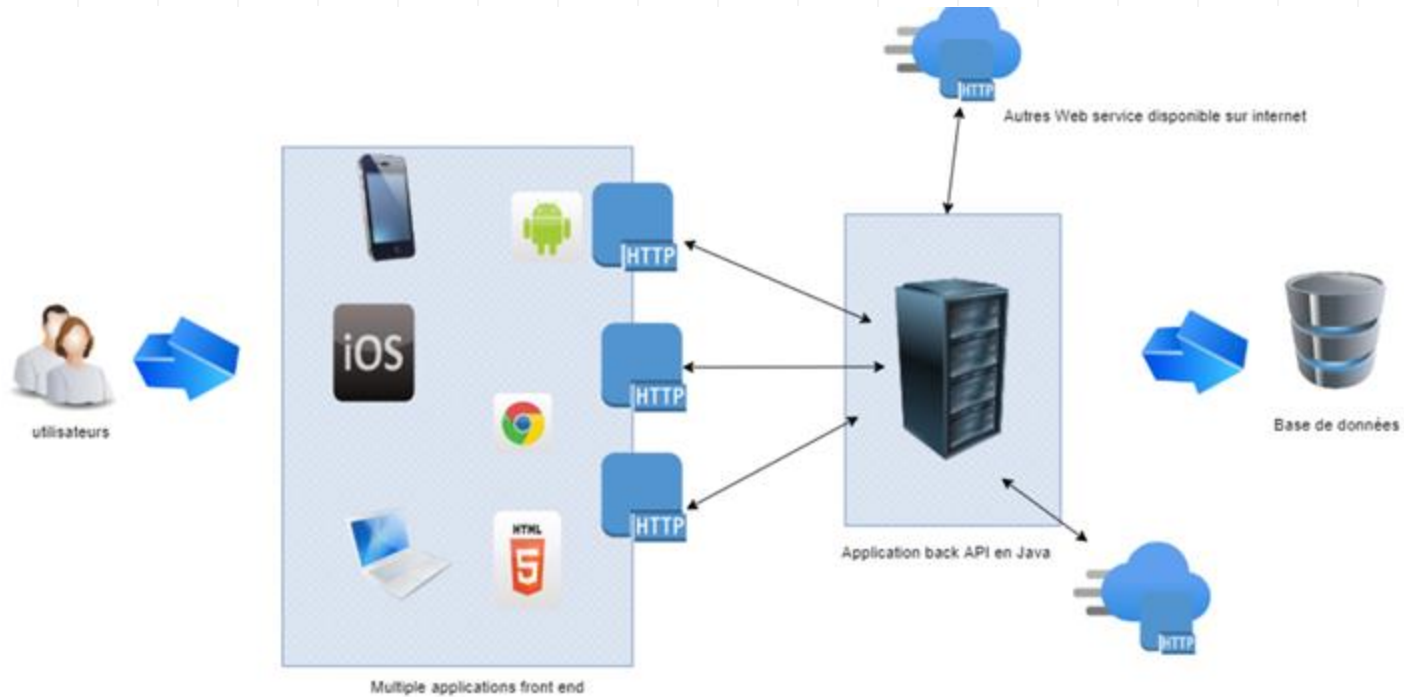 HTTP
Autres Web service disponible sur internet
HTTP
iOS
HTTP
utilisateurs
Base de données
HTML
5
HTTP
Application back API en Java
HTTP
Multiple applications front end